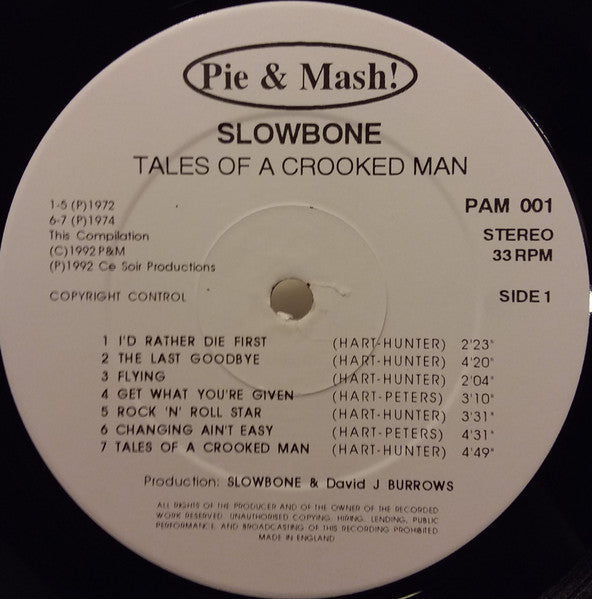 Pie & Mash!
SLOWBONE
TALES OF A CROOKED MAN
1-5 (P)1972
6-7 (P)1974
This Compilation
(C)1992 P&M
(P)1992 Ce Soir Productions
COPYRIGHT CONTROL
PAM 001
STEREO
33 RPM
SIDE 1
1 I'D RATHER DIE FIRST (HART-HUNTER) 2'23"
2 THE LAST GOODBYE (HART-HUNTER) 4'20"
3 FLYING (HART-HUNTER) 2'04"
4 GET WHAT YOU'RE GIVEN (HART-PETERS) 3'10"
5 ROCK 'N' ROLL STAR (HART-HUNTER) 3'31"
6 CHANGING AIN'T EASY (HART-PETERS) 4'31"
7 TALES OF A CROOKED MAN (HART-HUNTER) 4'49"
Production: SLOWBONE & David J BURROWS
ALL RIGHTS OF THE PRODUCER AND OF THE OWNER OF THE RECORDED
WORK RESERVED. UNAUTHORISED COPYING, HIRING, LENDING, PUBLIC
PERFORMANCE AND BROADCASTING OF THIS RECORDING PROHIBITED
MADE IN ENGLAND